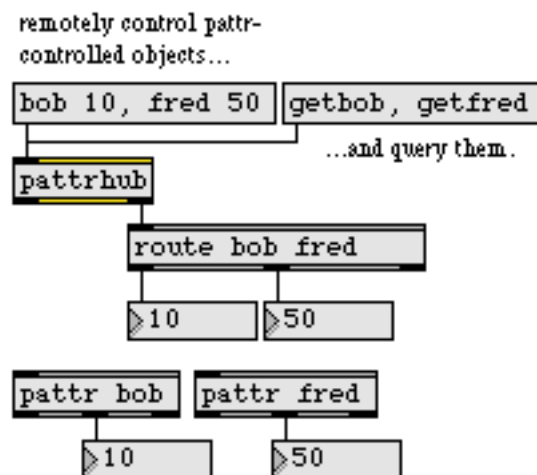 remotely control pattr-
controlled objects...
bob 10, fred 50
getbob, getfred
...and query them.
pattrhub
route bob fred
10
50
pattr bob
pattr fred
10
50